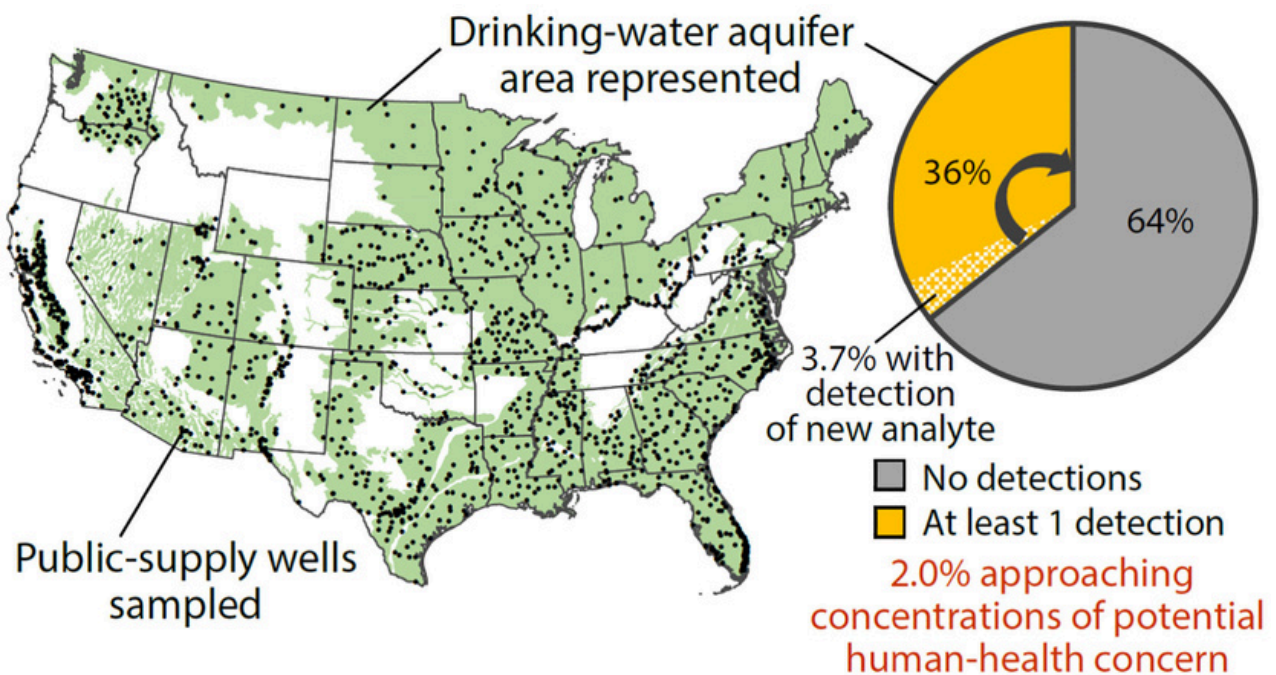 Drinking-water aquifer
area represented
36%
64%
3.7% with
detection
of new analyte
No detections
At least 1 detection
Public-supply wells
sampled
2.0% approaching
concentrations of potential
human-health concern